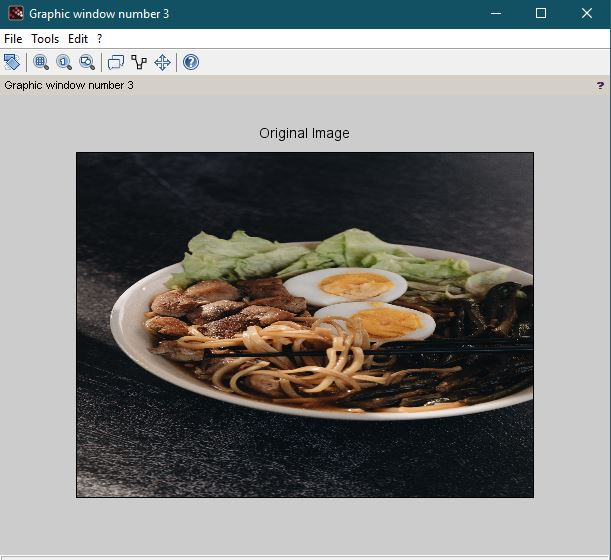 Graphic window number 3
File Tools Edit ?
Graphic window number 3 ?
Original Image